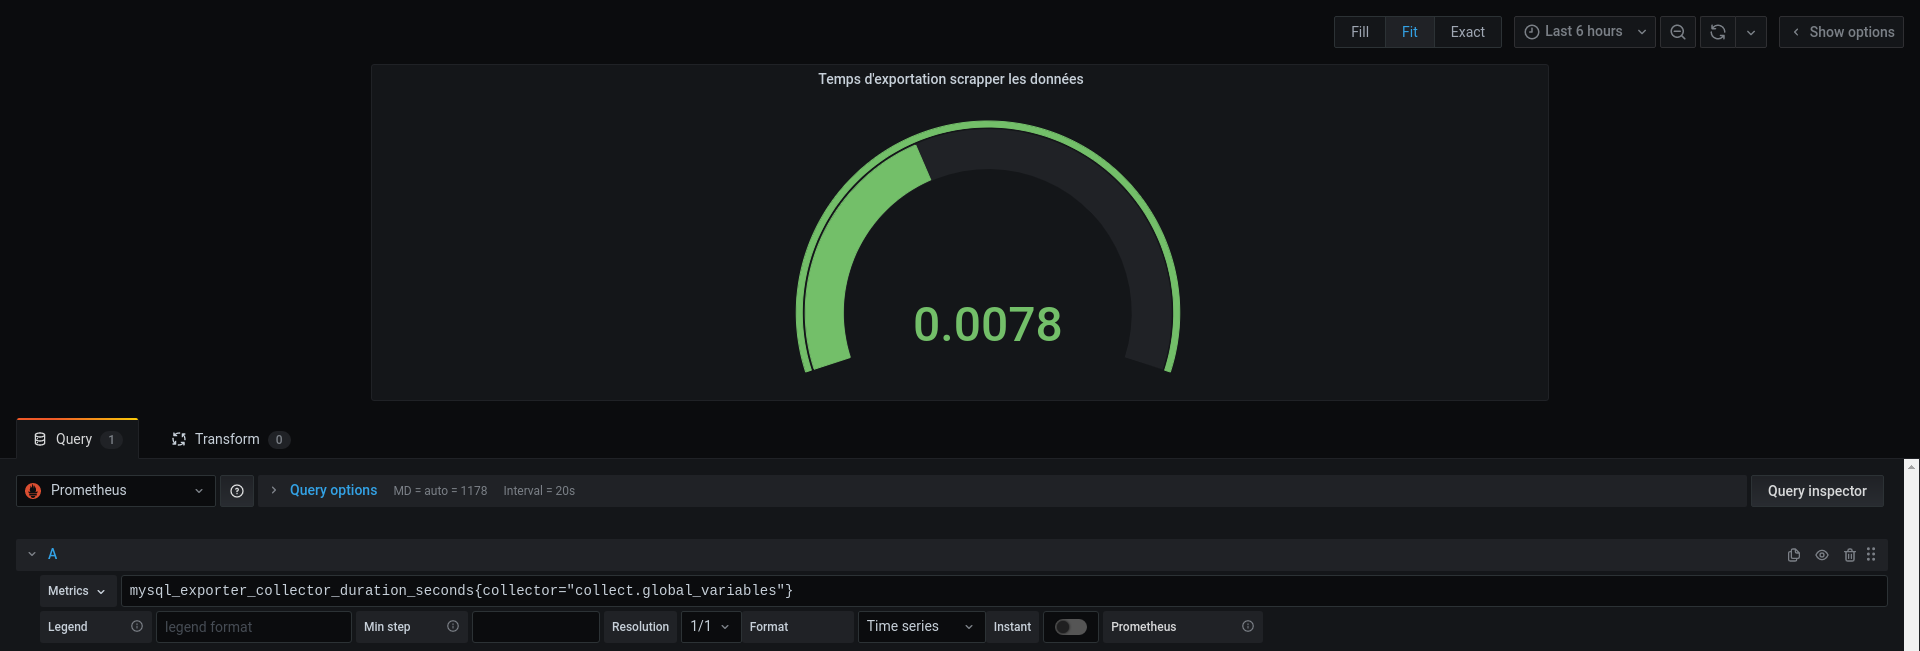 Fill Fit Exact Last 6 hours Show options
Temps d'exportation scrapper les données
0.0078
Query 1 Transform 0
Prometheus Query options MD = auto = 1178 Interval = 20s Query inspector
A
Metrics mysql_exporter_collector_duration_seconds{collector="collect.global_variables"}
Legend legend format Min step Resolution 1/1 Format Time series Instant Prometheus